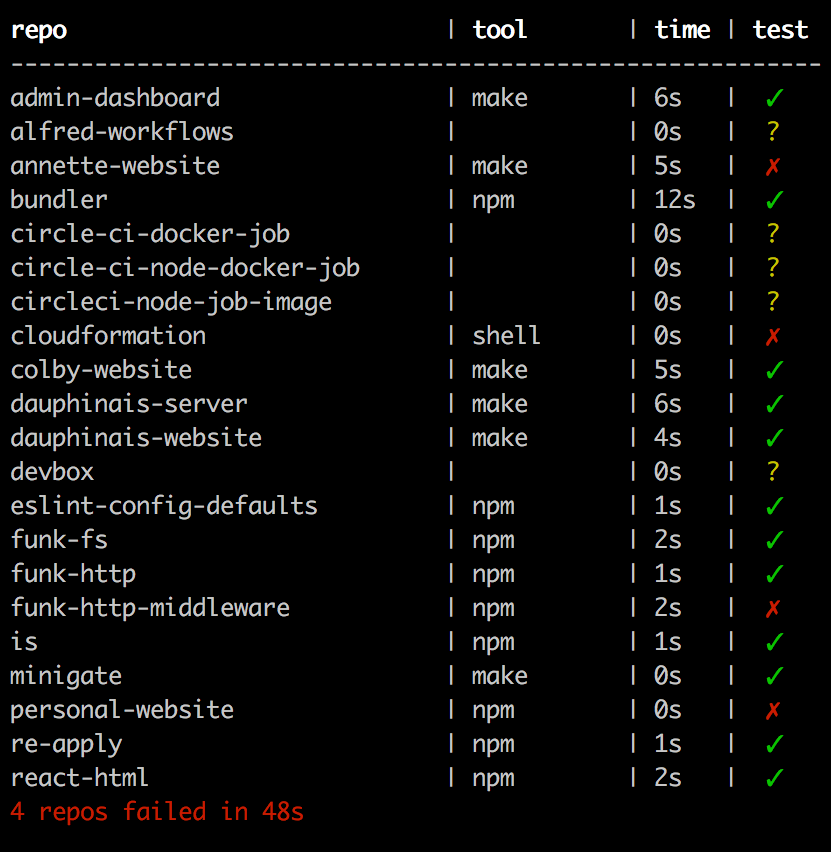 repo | tool | time | test
----------------------------------------------------------
admin-dashboard | make | 6s | ✓
alfred-workflows | | 0s | ?
annette-website | make | 5s | ✗
bundler | npm | 12s | ✓
circle-ci-docker-job | | 0s | ?
circle-ci-node-docker-job | | 0s | ?
circleci-node-job-image | | 0s | ?
cloudformation | shell | 0s | ✗
colby-website | make | 5s | ✓
dauphinais-server | make | 6s | ✓
dauphinais-website | make | 4s | ✓
devbox | | 0s | ?
eslint-config-defaults | npm | 1s | ✓
funk-fs | npm | 2s | ✓
funk-http | npm | 1s | ✓
funk-http-middleware | npm | 2s | ✗
is | npm | 1s | ✓
minigate | make | 0s | ✓
personal-website | npm | 0s | ✗
re-apply | npm | 1s | ✓
react-html | npm | 2s | ✓
4 repos failed in 48s